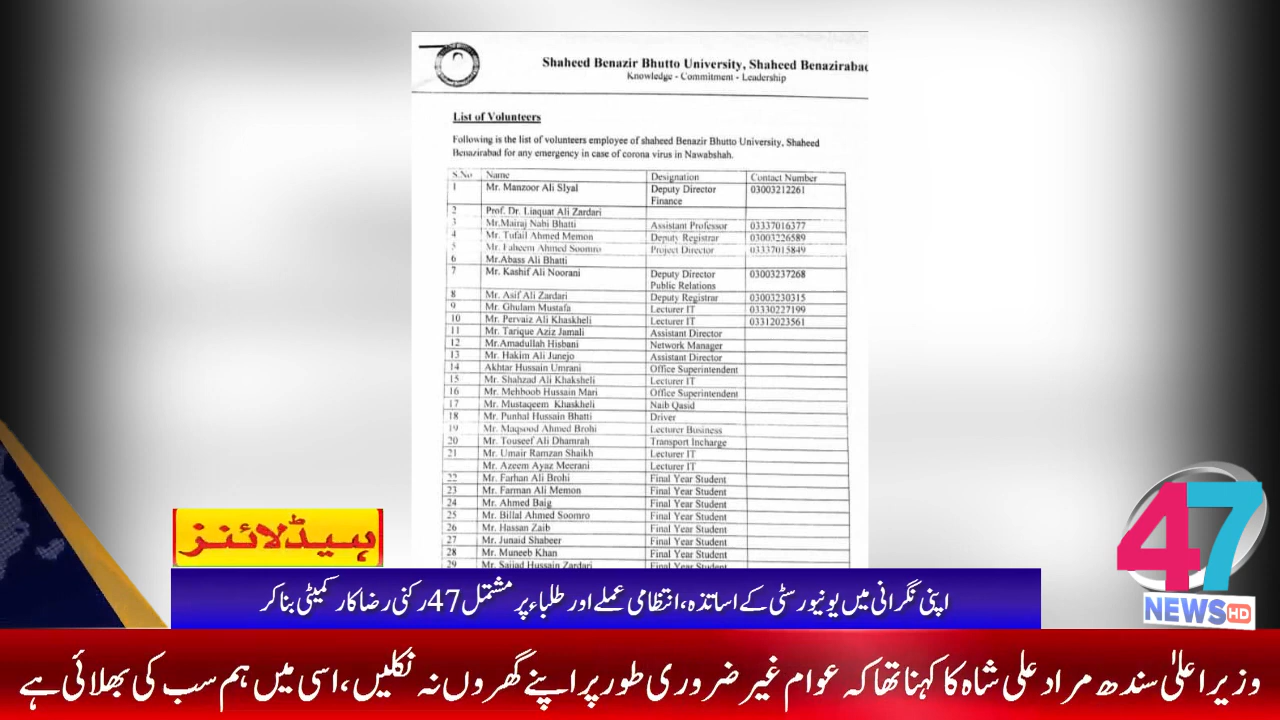 Shaheed Benazir Bhutto University, Shaheed Benazirabad
Knowledge - Commitment - Leadership
List of Volunteers
Following is the list of volunteers employee of shaheed Benazir Bhutto University, Shaheed
Benazirabad for any emergency in case of corona virus in Nawabshah.
S.No Name Designation Contact Number
1 Mr. Manzoor Ali Siyal Deputy Director Finance 03003212261
2 Prof. Dr. Liaquat Ali Zardari
3 Mr.Mairaj Nabi Bhatti Assistant Professor 03337016377
4 Mr. Tufail Ahmed Memon Deputy Registrar 03003226589
5 Mr. Faheem Ahmed Soomro Project Director 03337015849
6 Mr.Abass Ali Bhatti
7 Mr. Kashif Ali Noorani Deputy Director Public Relations 03003237268
8 Mr. Asif Ali Zardari Deputy Registrar 03003230315
9 Mr. Ghulam Mustafa Lecturer IT 03330227199
10 Mr. Pervaiz Ali Khaskheli Lecturer IT 03312023561
11 Mr. Tarique Aziz Jamali Assistant Director
12 Mr.Amadullah Hisbani Network Manager
13 Mr. Hakim Ali Junejo Assistant Director
14 Akhtar Hussain Umrani Office Superintendent
15 Mr. Shahzad Ali Khaksheli Lecturer IT
16 Mr. Mehboob Hussain Mari Office Superintendent
17 Mr. Mustaqeem Khaskheli Naib Qasid
18 Mr. Punhal Hussain Bhatti Driver
19 Mr. Maqsood Ahmed Brohi Lecturer Business
20 Mr. Touseef Ali Dhamrah Transport Incharge
21 Mr. Umair Ramzan Shaikh Lecturer IT
Mr. Azeem Ayaz Meerani Lecturer IT
22 Mr. Farhan Ali Brohi Final Year Student
23 Mr. Farman Ali Memon Final Year Student
24 Mr. Ahmed Baig Final Year Student
25 Mr. Billal Ahmed Soomro Final Year Student
26 Mr. Hassan Zaib Final Year Student
27 Mr. Junaid Shabeer Final Year Student
28 Mr. Muneeb Khan Final Year Student
29 Mr. Sajjad Hussain Zardari Final Year Student
ہیڈلائنز
47
NEWS HD
اپنی نگرانی میں یونیورسٹی کے اساتذہ، انتظامی عملے اور طلباء پر مشتمل 47 رکنی رضاکار کمیٹی بنا کر
وزیراعلیٰ سندھ مراد علی شاہ کا کہنا تھا کہ عوام غیر ضروری طور پر اپنے گھروں نہ نکلیں، اسی میں ہم سب کی بھلائی ہے